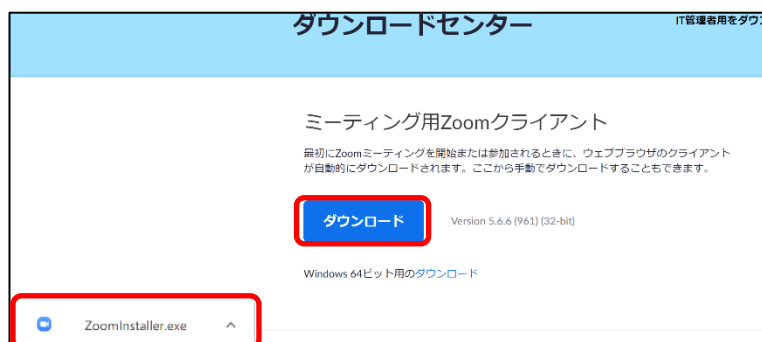 ダウンロードセンター
IT管理者用をダウン
ミーティング用Zoomクライアント
最初にZoomミーティングを開始または参加されるときに、ウェブブラウザのクライアント
が自動的にダウンロードされます。ここから手動でダウンロードすることもできます。
ダウンロード
Version 5.6.6 (961) (32-bit)
Windows 64ビット用のダウンロード
ZoomInstaller.exe